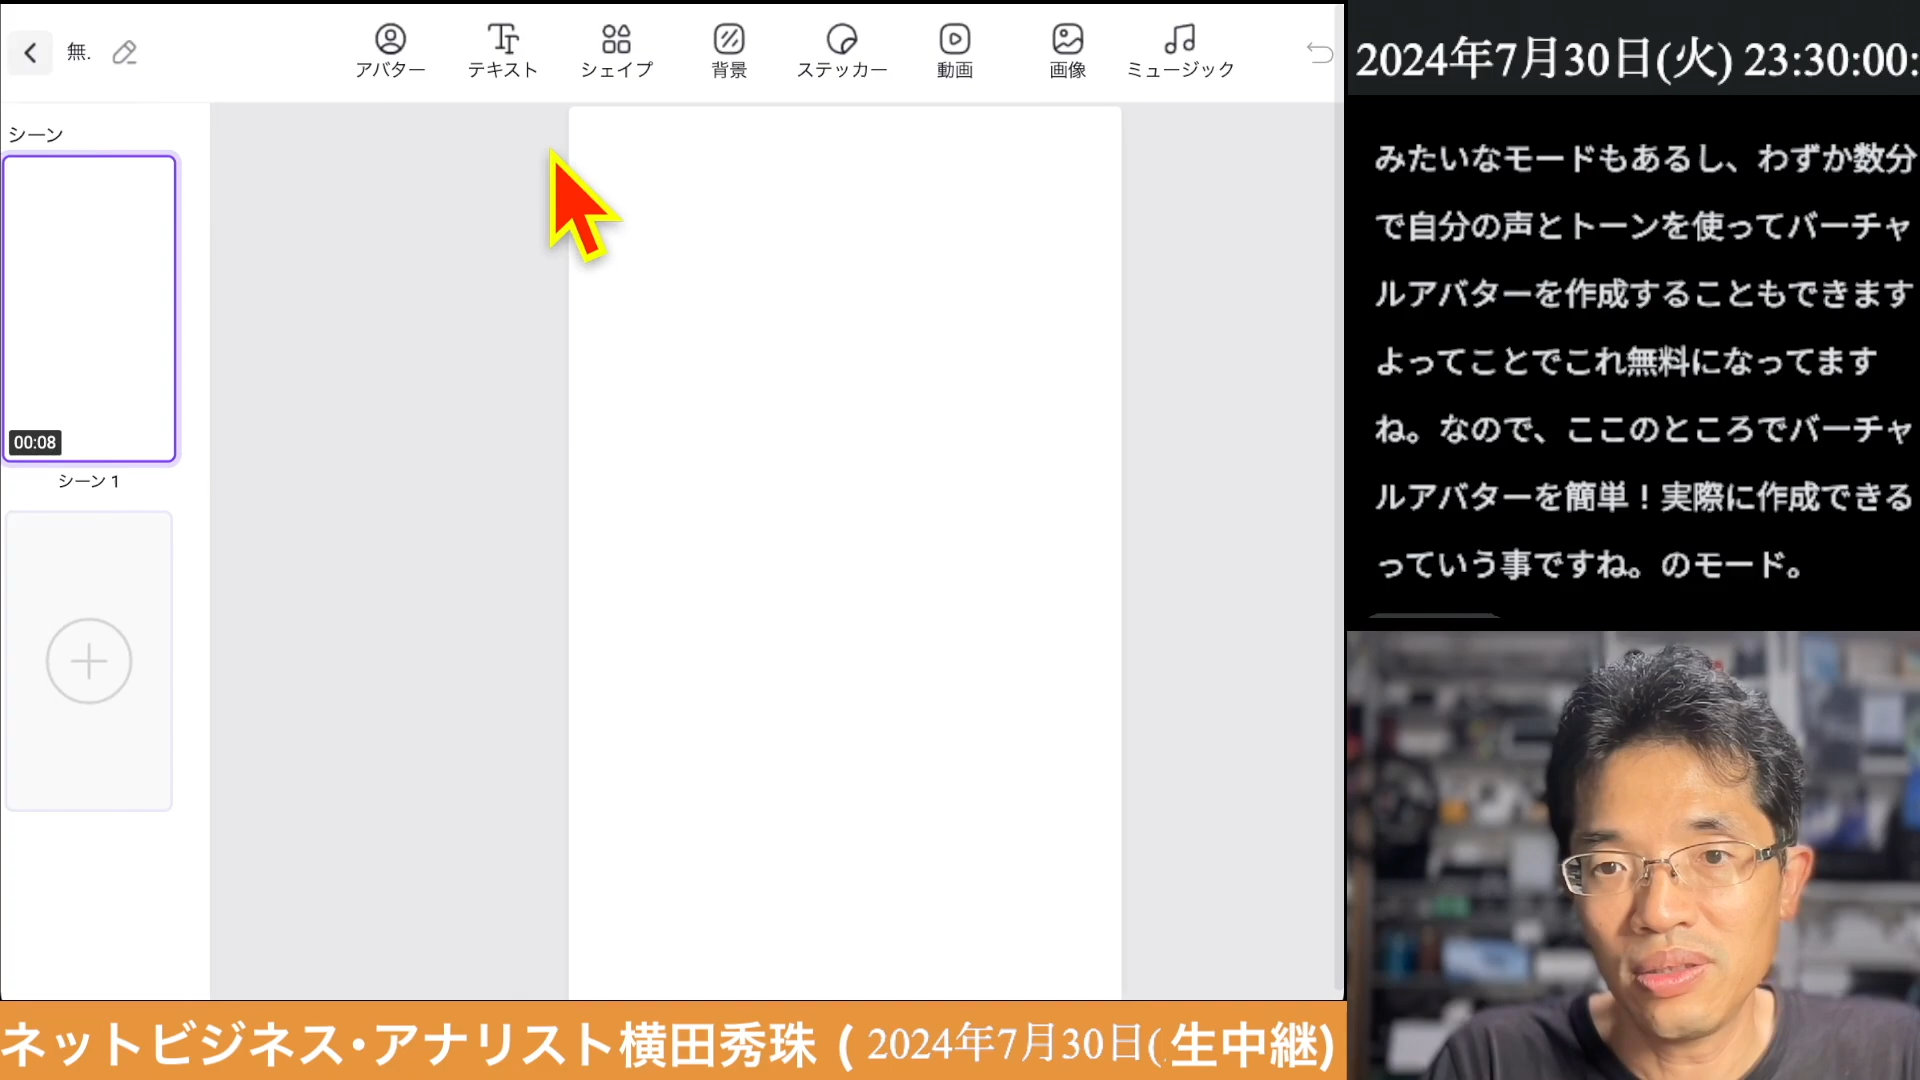 無.
アバター
テキスト
シェイプ
背景
ステッカー
動画
画像
ミュージック
シーン
00:08
シーン 1
2024年7月30日(火) 23:30:00:
みたいなモードもあるし、わずか数分
で自分の声とトーンを使ってバーチャ
ルアバターを作成することもできます
よってことでこれ無料になってます
ね。なので、ここのところでバーチャ
ルアバターを簡単！実際に作成できる
っていう事ですね。のモード。
ネットビジネス・アナリスト横田秀珠 ( 2024年7月30日( 生中継)